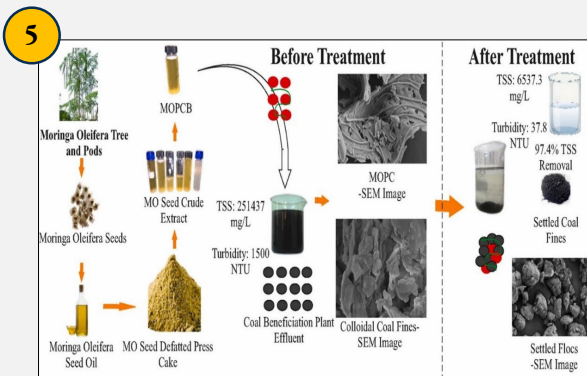 5
Before Treatment
After Treatment
Moringa Oleifera Tree
and Pods
Moringa Oleifera Seeds
Moringa Oleifera
Seed Oil
MO Seed Defatted Press
Cake
MO Seed Crude
Extract
MOPCB
TSS: 251437
mg/L
Turbidity: 1500
NTU
Coal Beneficiation Plant
Effluent
MOPC
-SEM Image
Colloidal Coal Fines-
SEM Image
TSS: 6537.3
mg/L
Turbidity: 37.8
NTU
97.4% TSS
Removal
Settled Coal
Fines
Settled Flocs
-SEM Image